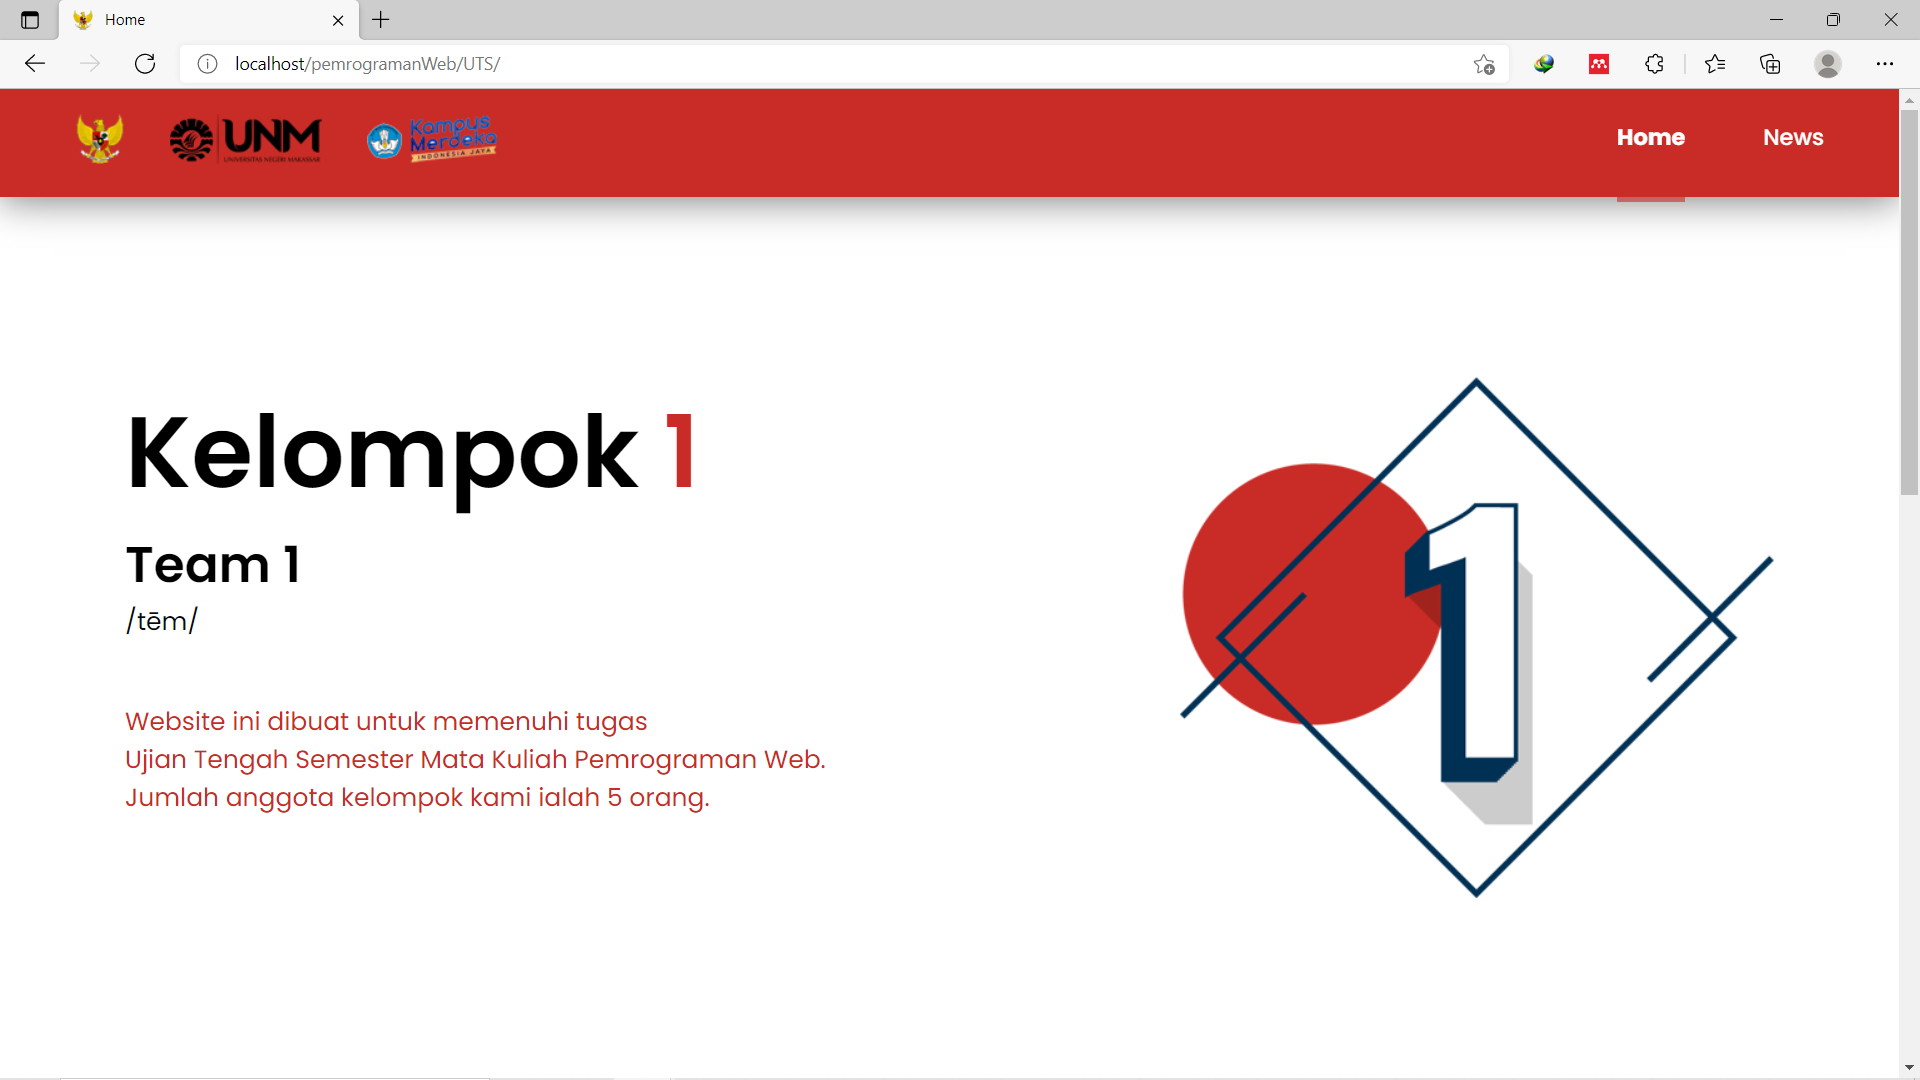 Home
localhost/pemrogramanWeb/UTS/
UNM
UNIVERSITAS NEGERI MAKASSAR
Kampus
Merdeka
INDONESIA JAYA
Home
News
Kelompok 1
Team 1
/tēm/
Website ini dibuat untuk memenuhi tugas
Ujian Tengah Semester Mata Kuliah Pemrograman Web.
Jumlah anggota kelompok kami ialah 5 orang.
1